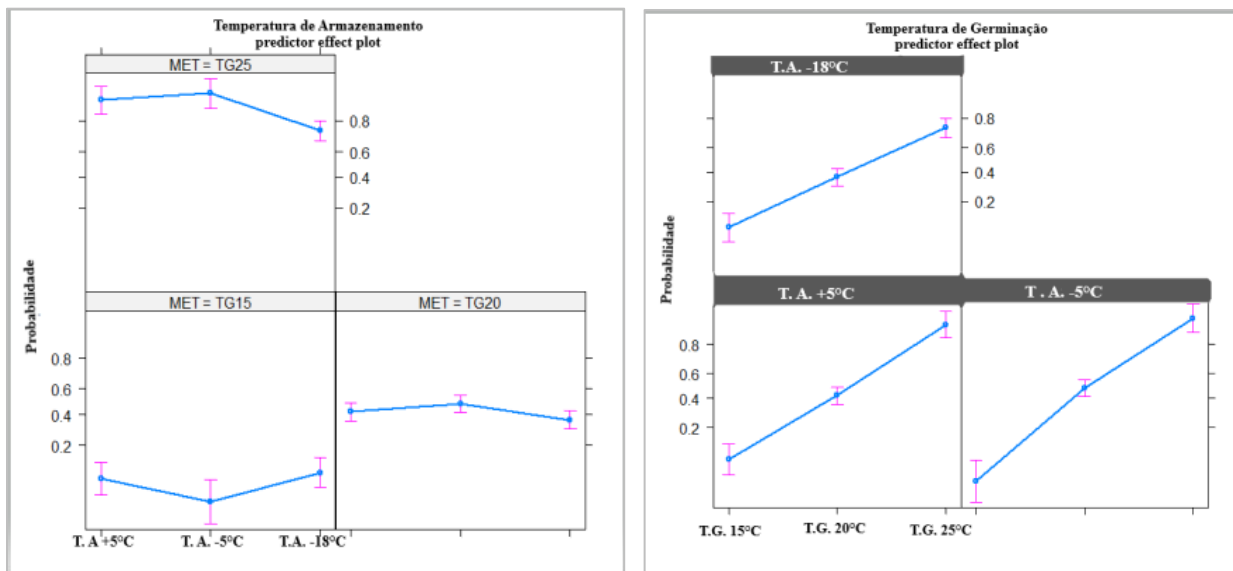 Temperatura de Armazenamento
predictor effect plot
MET = TG25
0.8
0.6
0.4
0.2
Probabilidade
MET = TG15
MET = TG20
0.8
0.6
0.4
0.2
T. A +5°C
T. A. -5°C
T.A. -18°C
Temperatura de Germinação
predictor effect plot
T.A. -18°C
0.8
0.6
0.4
0.2
Probabilidade
T. A. +5°C
T . A. -5°C
0.8
0.6
0.4
0.2
T.G. 15°C
T.G. 20°C
T.G. 25°C